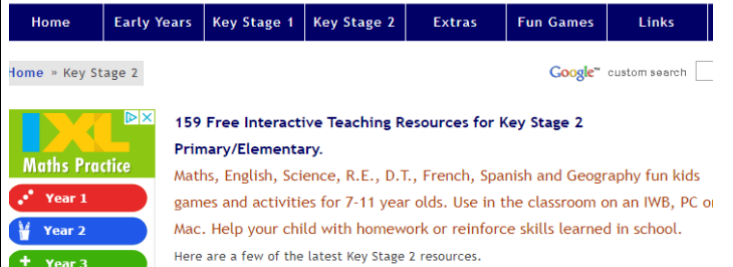 Home Early Years Key Stage 1 Key Stage 2 Extras Fun Games Links
Home » Key Stage 2
Google™ custom search
IXL
Maths Practice
Year 1
Year 2
Year 3
159 Free Interactive Teaching Resources for Key Stage 2
Primary/Elementary.
Maths, English, Science, R.E., D.T., French, Spanish and Geography fun kids
games and activities for 7-11 year olds. Use in the classroom on an IWB, PC or
Mac. Help your child with homework or reinforce skills learned in school.
Here are a few of the latest Key Stage 2 resources.